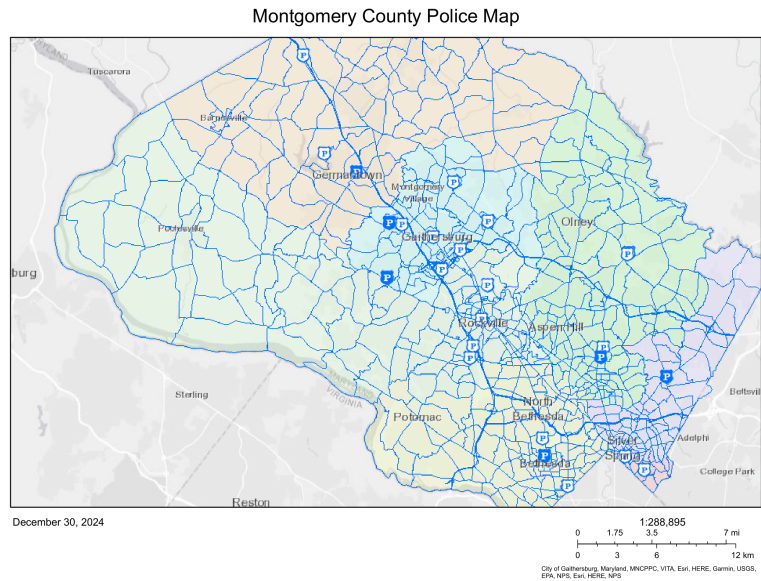 Montgomery County Police Map
Tuscarora
Barnesville
Germantown
Montgomery
Village
Poolesville
Olney
Gaithersburg
burg
Rockville
Aspen Hill
Sterling
MARYLAND
VIRGINIA
Potomac
North
Bethesda
Beltsvil
Silver
Spring
Adelphi
Bethesda
College Park
Reston
December 30, 2024
1:288,895
0 1.75 3.5 7 mi
0 3 6 12 km
City of Gaithersburg, Maryland, MNCPPC, VITA, Esri, HERE, Garmin, USGS,
EPA, NPS, Esri, HERE, NPS